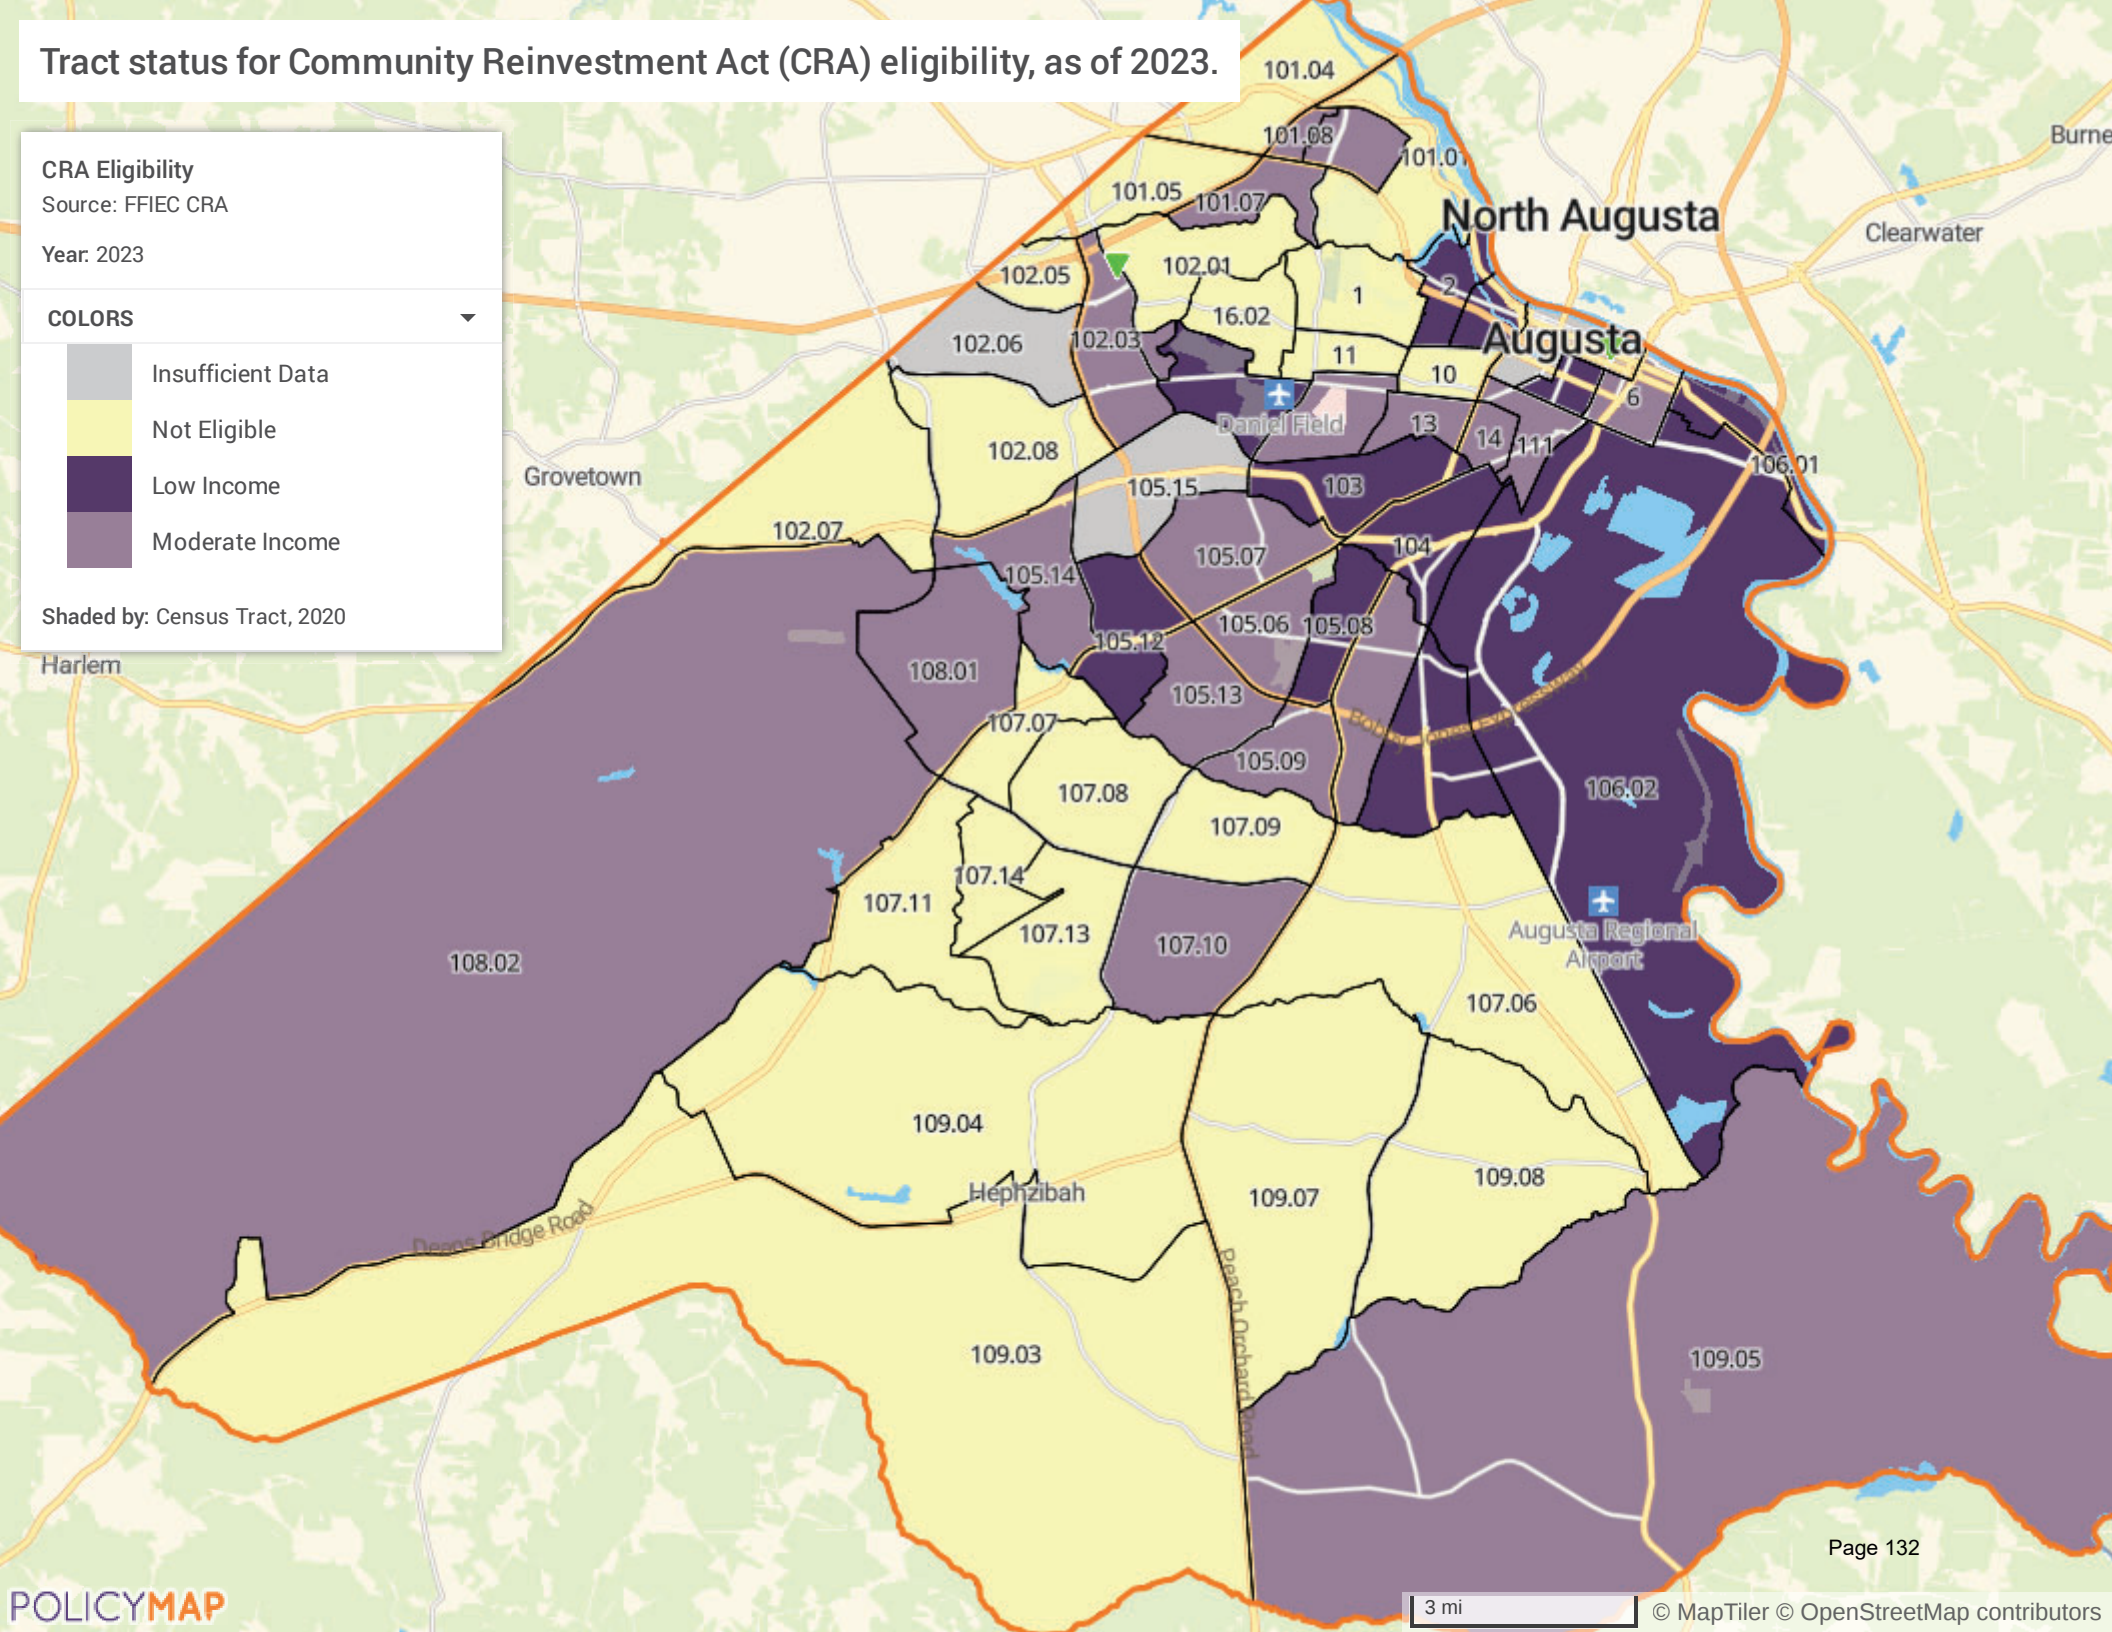 Tract status for Community Reinvestment Act (CRA) eligibility, as of 2023.
CRA Eligibility
Source: FFIEC CRA
Year: 2023
COLORS
Insufficient Data
Not Eligible
Low Income
Moderate Income
Shaded by: Census Tract, 2020
101.04
Burne
101.08
101.01
101.05
101.07
North Augusta
Clearwater
102.05
102.01
2
1
16.02
102.06
102.03
Augusta
11
10
6
Daniel Field
13
14
111
102.08
Grovetown
106.01
105.15
103
102.07
104
105.07
105.14
105.06
105.08
105.12
Harlem
108.01
105.13
107.07
Bobby Jones Expressway
105.09
106.02
107.08
107.09
107.14
107.11
107.13
107.10
Augusta Regional
Airport
108.02
107.06
109.04
109.08
Hephzibah
109.07
Deans Bridge Road
Peach Orchard Road
109.03
109.05
Page 132
POLICYMAP
3 mi
© MapTiler © OpenStreetMap contributors